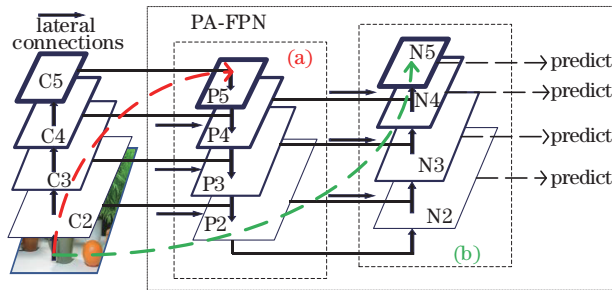 lateral
connections
PA-FPN
(a)
C5
P5
N5
predict
C4
P4
N4
predict
C3
P3
N3
predict
C2
P2
N2
predict
(b)